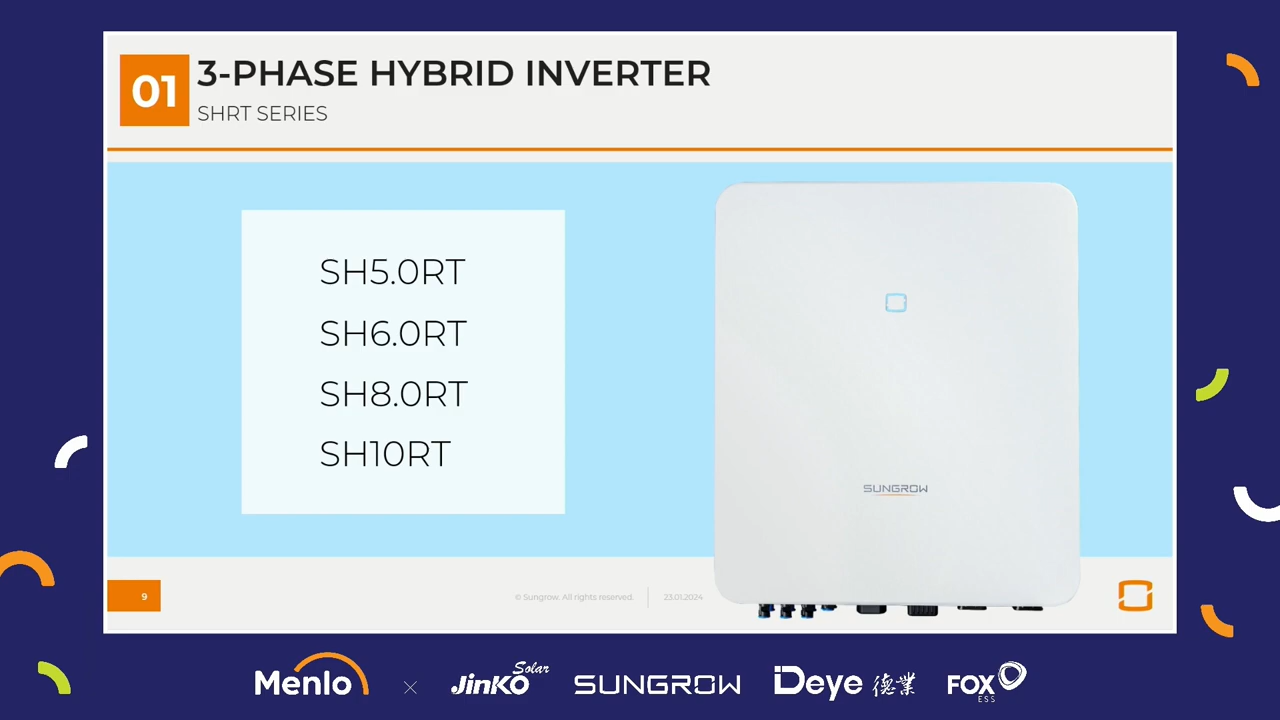 01
3-PHASE HYBRID INVERTER
SHRT SERIES
SH5.0RT
SH6.0RT
SH8.0RT
SH10RT
SUNGROW
9
© Sungrow. All rights reserved.
23.01.2024
Menlo
×
JinKO Solar
SUNGROW
Deye 德業
FOX ESS